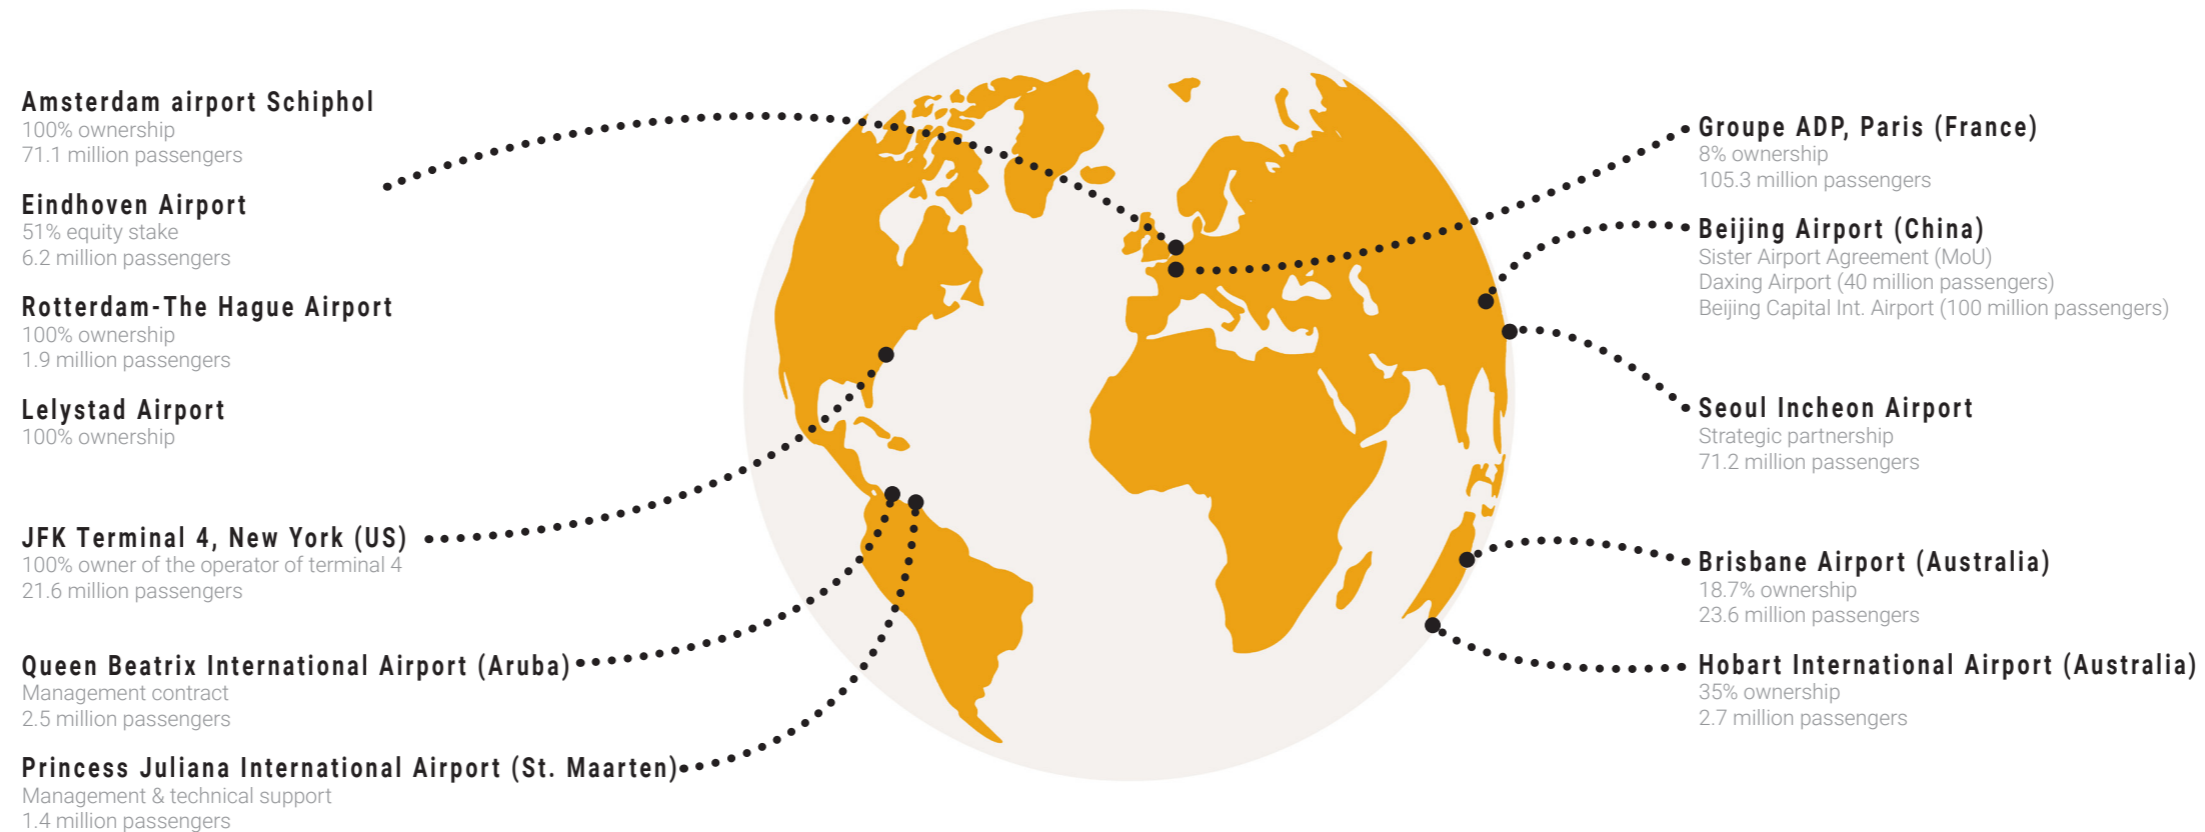 Amsterdam airport Schiphol
100% ownership
71.1 million passengers
Eindhoven Airport
51% equity stake
6.2 million passengers
Rotterdam-The Hague Airport
100% ownership
1.9 million passengers
Lelystad Airport
100% ownership
JFK Terminal 4, New York (US)
100% owner of the operator of terminal 4
21.6 million passengers
Queen Beatrix International Airport (Aruba)
Management contract
2.5 million passengers
Princess Juliana International Airport (St. Maarten)
Management & technical support
1.4 million passengers
Groupe ADP, Paris (France)
8% ownership
105.3 million passengers
Beijing Airport (China)
Sister Airport Agreement (MoU)
Daxing Airport (40 million passengers)
Beijing Capital Int. Airport (100 million passengers)
Seoul Incheon Airport
Strategic partnership
71.2 million passengers
Brisbane Airport (Australia)
18.7% ownership
23.6 million passengers
Hobart International Airport (Australia)
35% ownership
2.7 million passengers